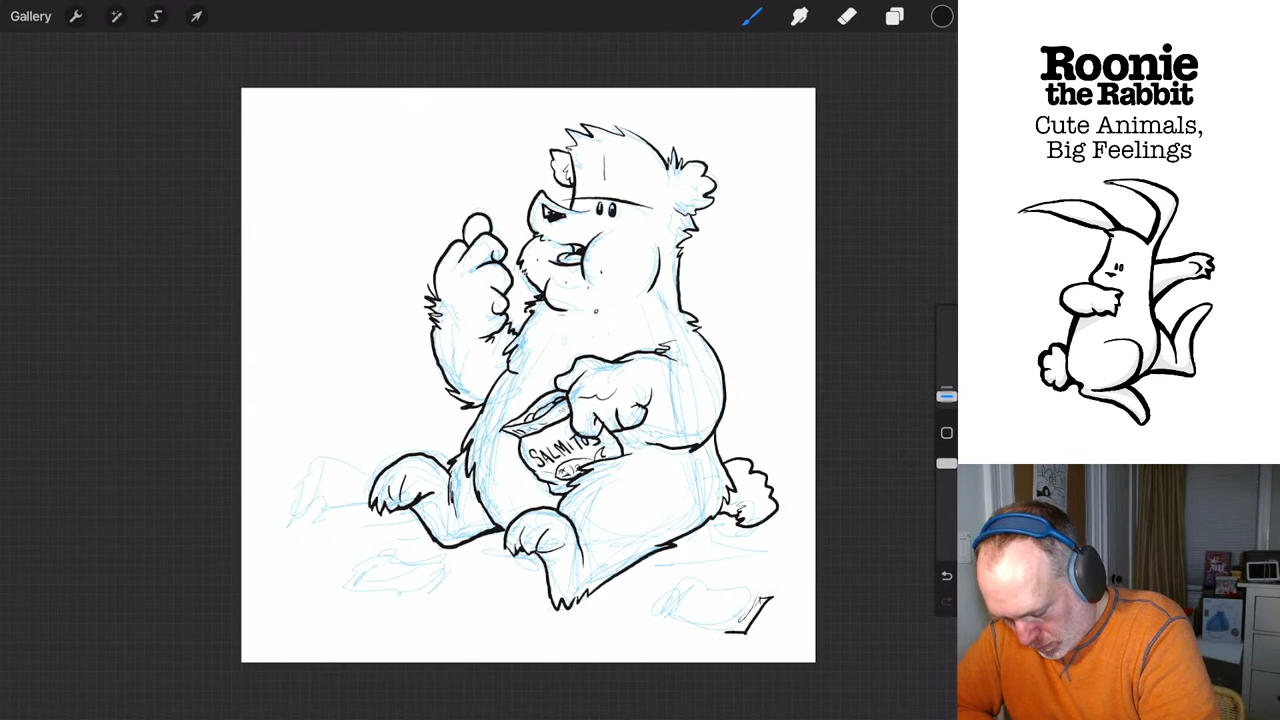 Gallery
Roonie
the Rabbit
Cute Animals,
Big Feelings
SALMITOS